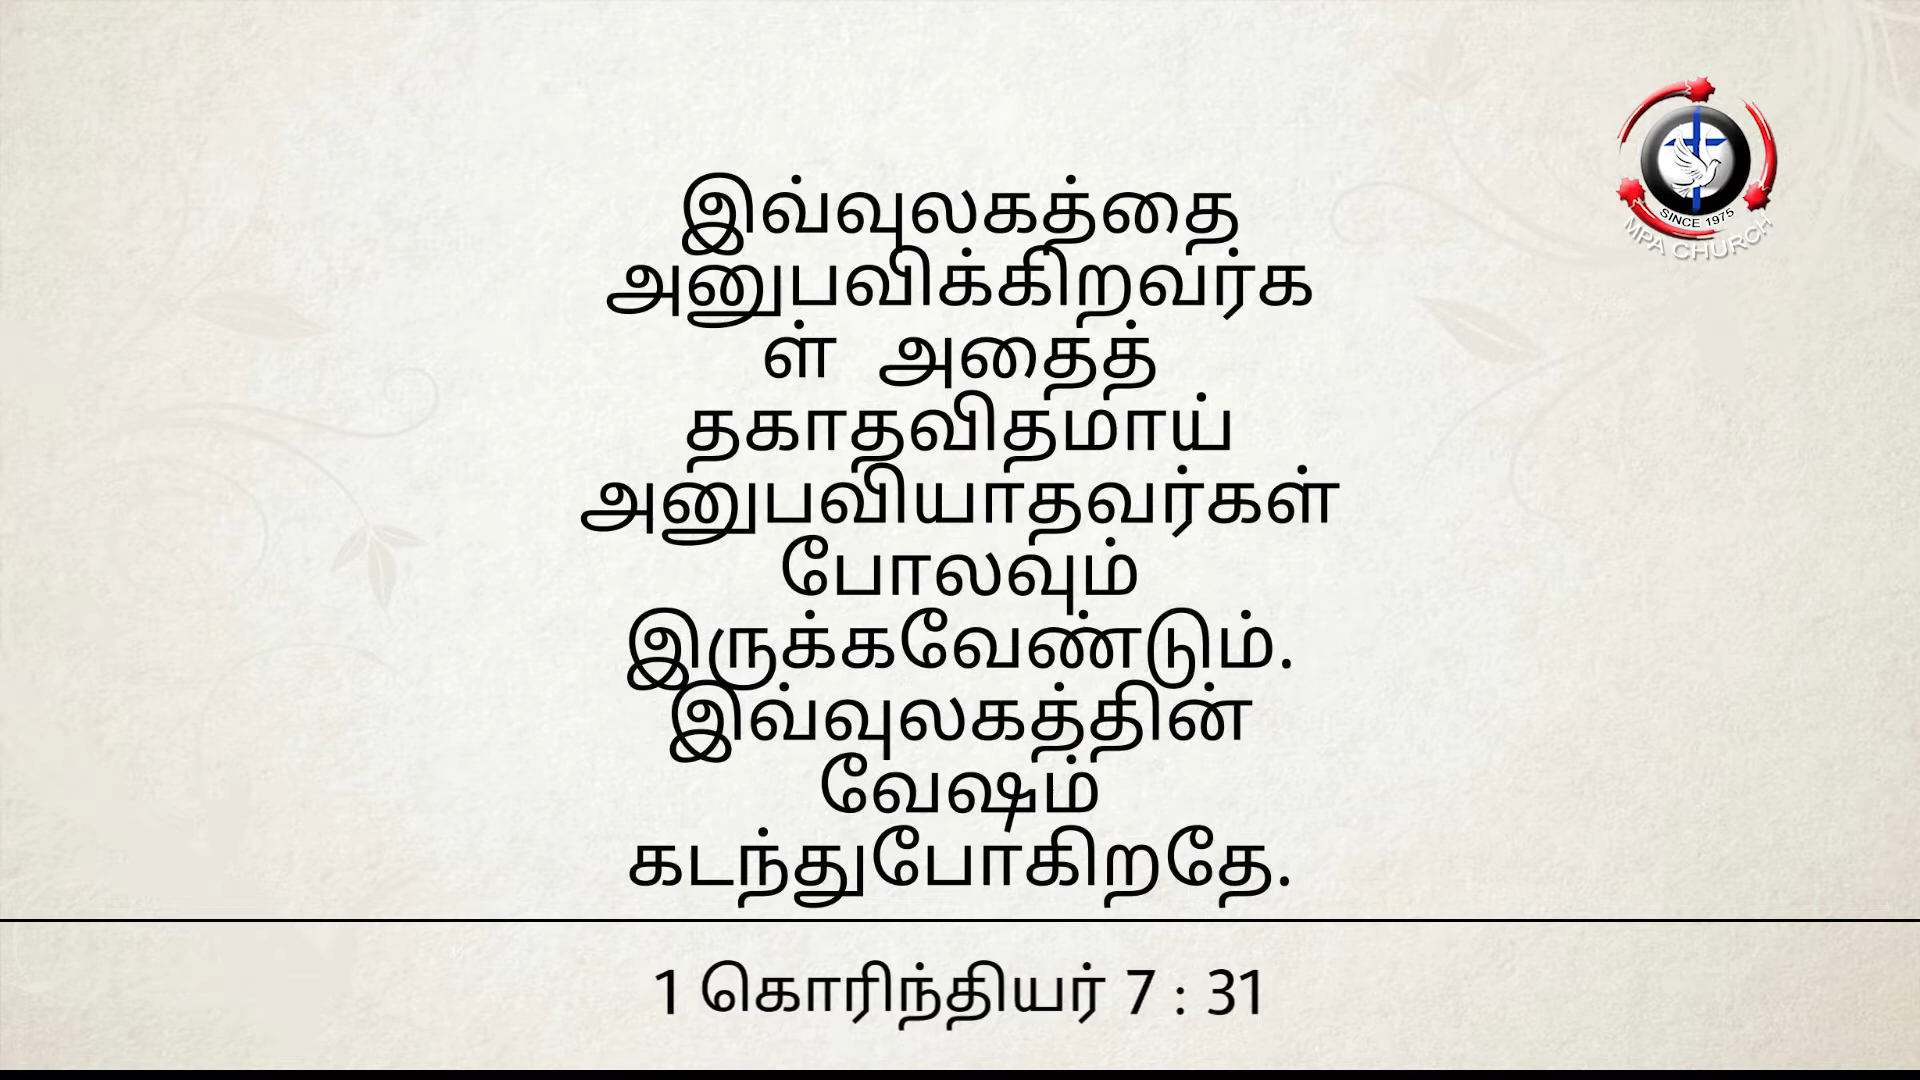 இவ்வுலகத்தை
அனுபவிக்கிறவர்க
ள் அதைத்
தகாதவிதமாய்
அனுபவியாதவர்கள்
போலவும்
இருக்கவேண்டும்.
இவ்வுலகத்தின்
வேஷம்
கடந்துபோகிறதே.
1 கொரிந்தியர் 7 : 31
SINCE 1975
MPA CHURCH